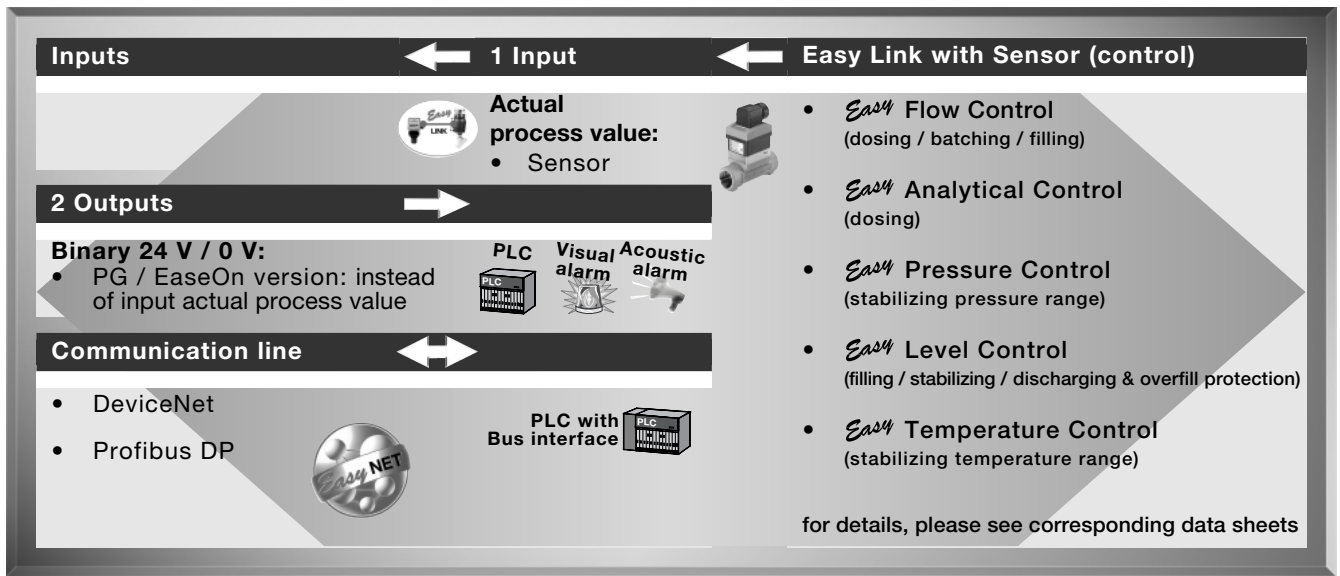 Inputs
1 Input
Easy Link with Sensor (control)
Easy
LINK
Actual
process value:
• Sensor
2 Outputs
Binary 24 V / 0 V:
• PG / EaseOn version: instead
of input actual process value
PLC
PLC
Visual
alarm
Acoustic
alarm
Communication line
• DeviceNet
• Profibus DP
Easy NET
PLC with
Bus interface
PLC
• Easy Flow Control
(dosing / batching / filling)
• Easy Analytical Control
(dosing)
• Easy Pressure Control
(stabilizing pressure range)
• Easy Level Control
(filling / stabilizing / discharging & overfill protection)
• Easy Temperature Control
(stabilizing temperature range)
for details, please see corresponding data sheets